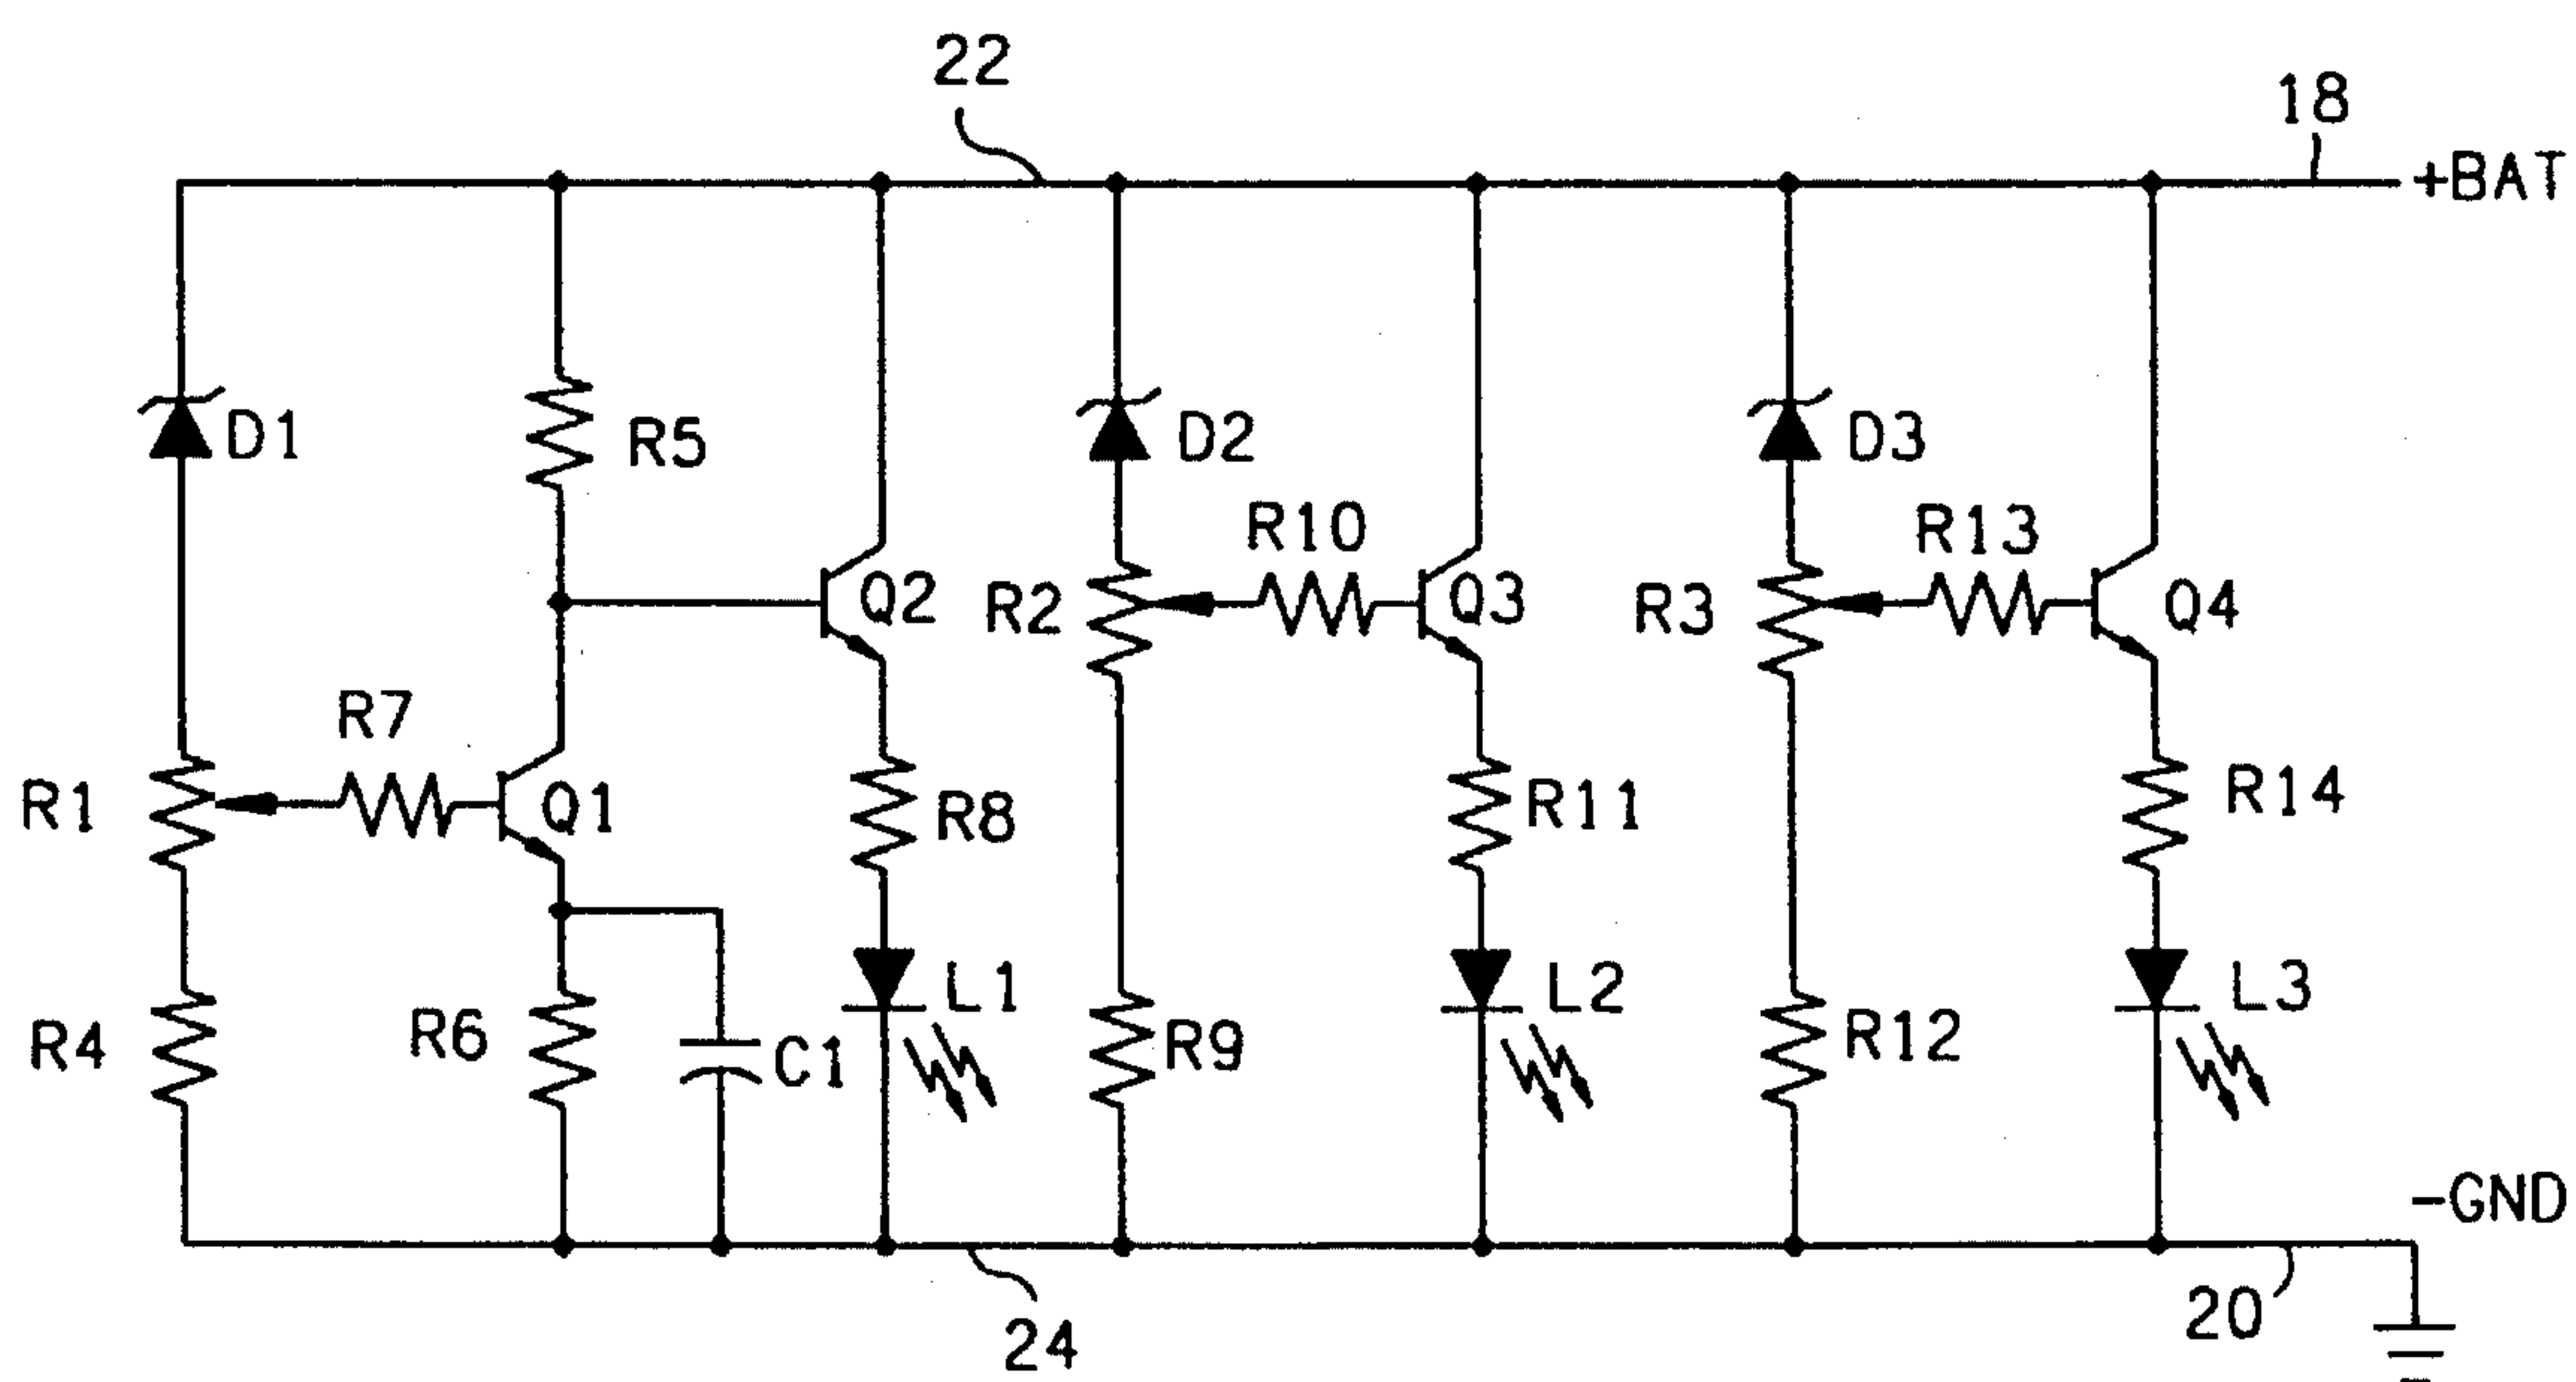 22
18
+BAT
D1
R5
D2
D3
R10
R13
Q2
R2
Q3
R3
Q4
R7
R1
Q1
R8
R11
R14
L1
L2
L3
R4
R6
C1
R9
R12
-GND
20
24